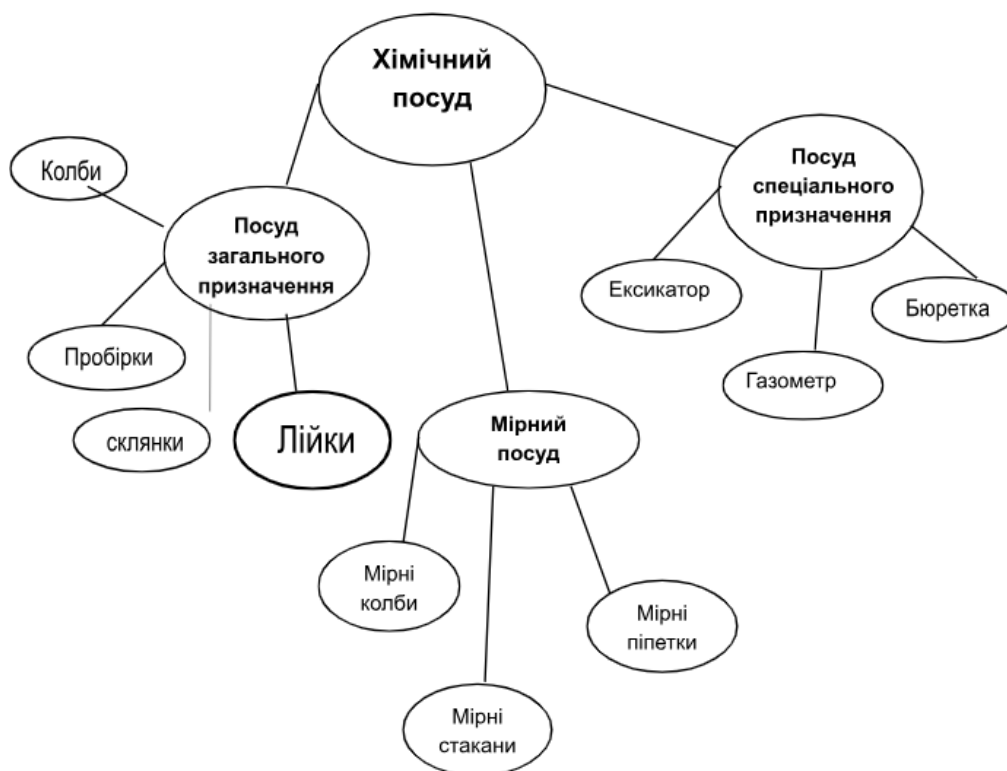 Хімічний
посуд
Колби
Посуд
загального
призначення
Пробірки
склянки
Лійки
Мірний
посуд
Мірні
колби
Мірні
стакани
Мірні
піпетки
Посуд
спеціального
призначення
Ексикатор
Газометр
Бюретка